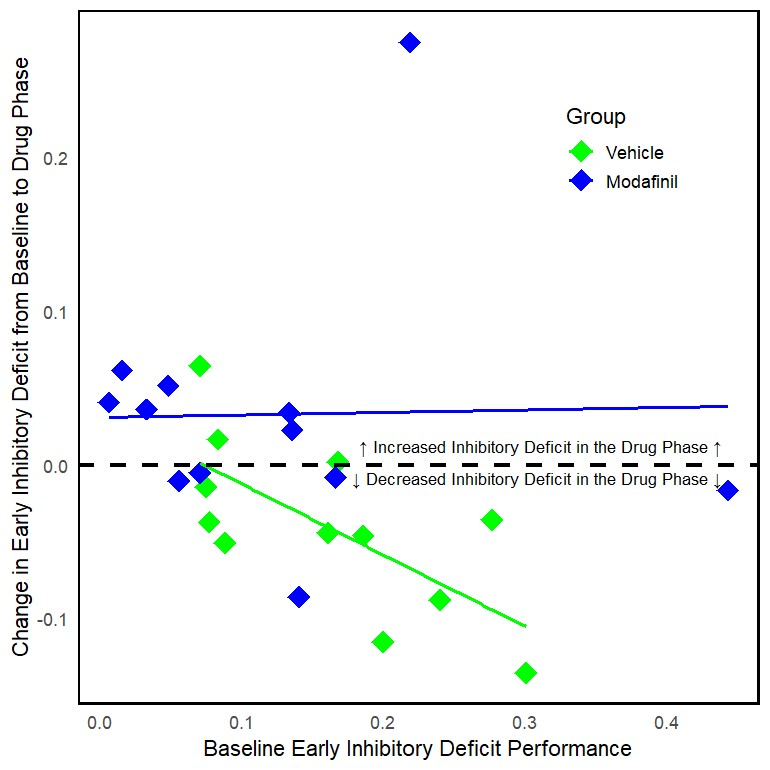 Change in Early Inhibitory Deficit from Baseline to Drug Phase
0.2
0.1
0.0
-0.1
Group
Vehicle
Modafinil
↑ Increased Inhibitory Deficit in the Drug Phase ↑
↓ Decreased Inhibitory Deficit in the Drug Phase ↓
0.0 0.1 0.2 0.3 0.4
Baseline Early Inhibitory Deficit Performance